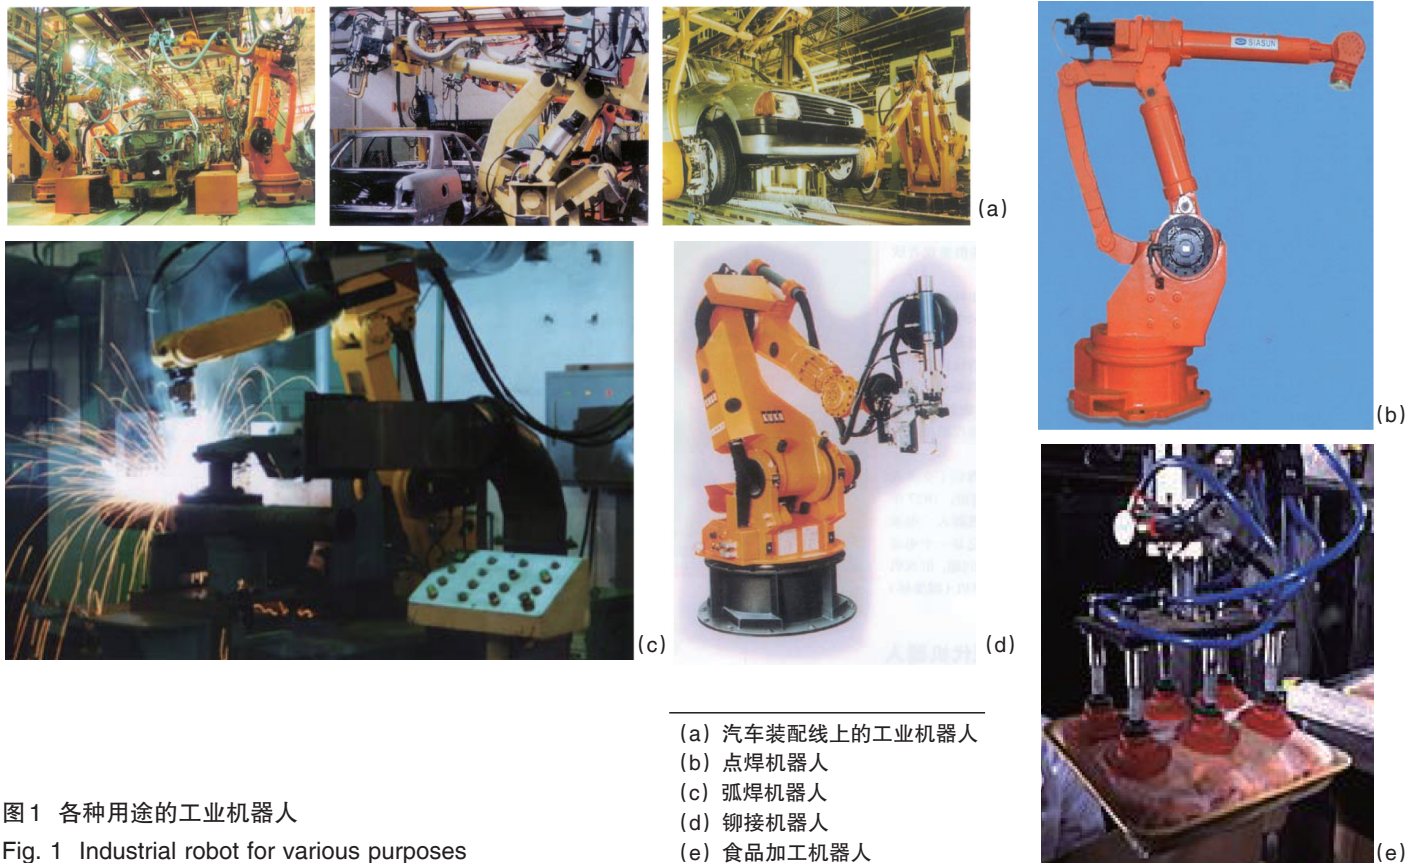 (a)
SIASUN
(b)
KUKA
(c)
(d)
(e)
(a) 汽车装配线上的工业机器人
(b) 点焊机器人
(c) 弧焊机器人
(d) 铆接机器人
(e) 食品加工机器人
图1 各种用途的工业机器人
Fig. 1 Industrial robot for various purposes